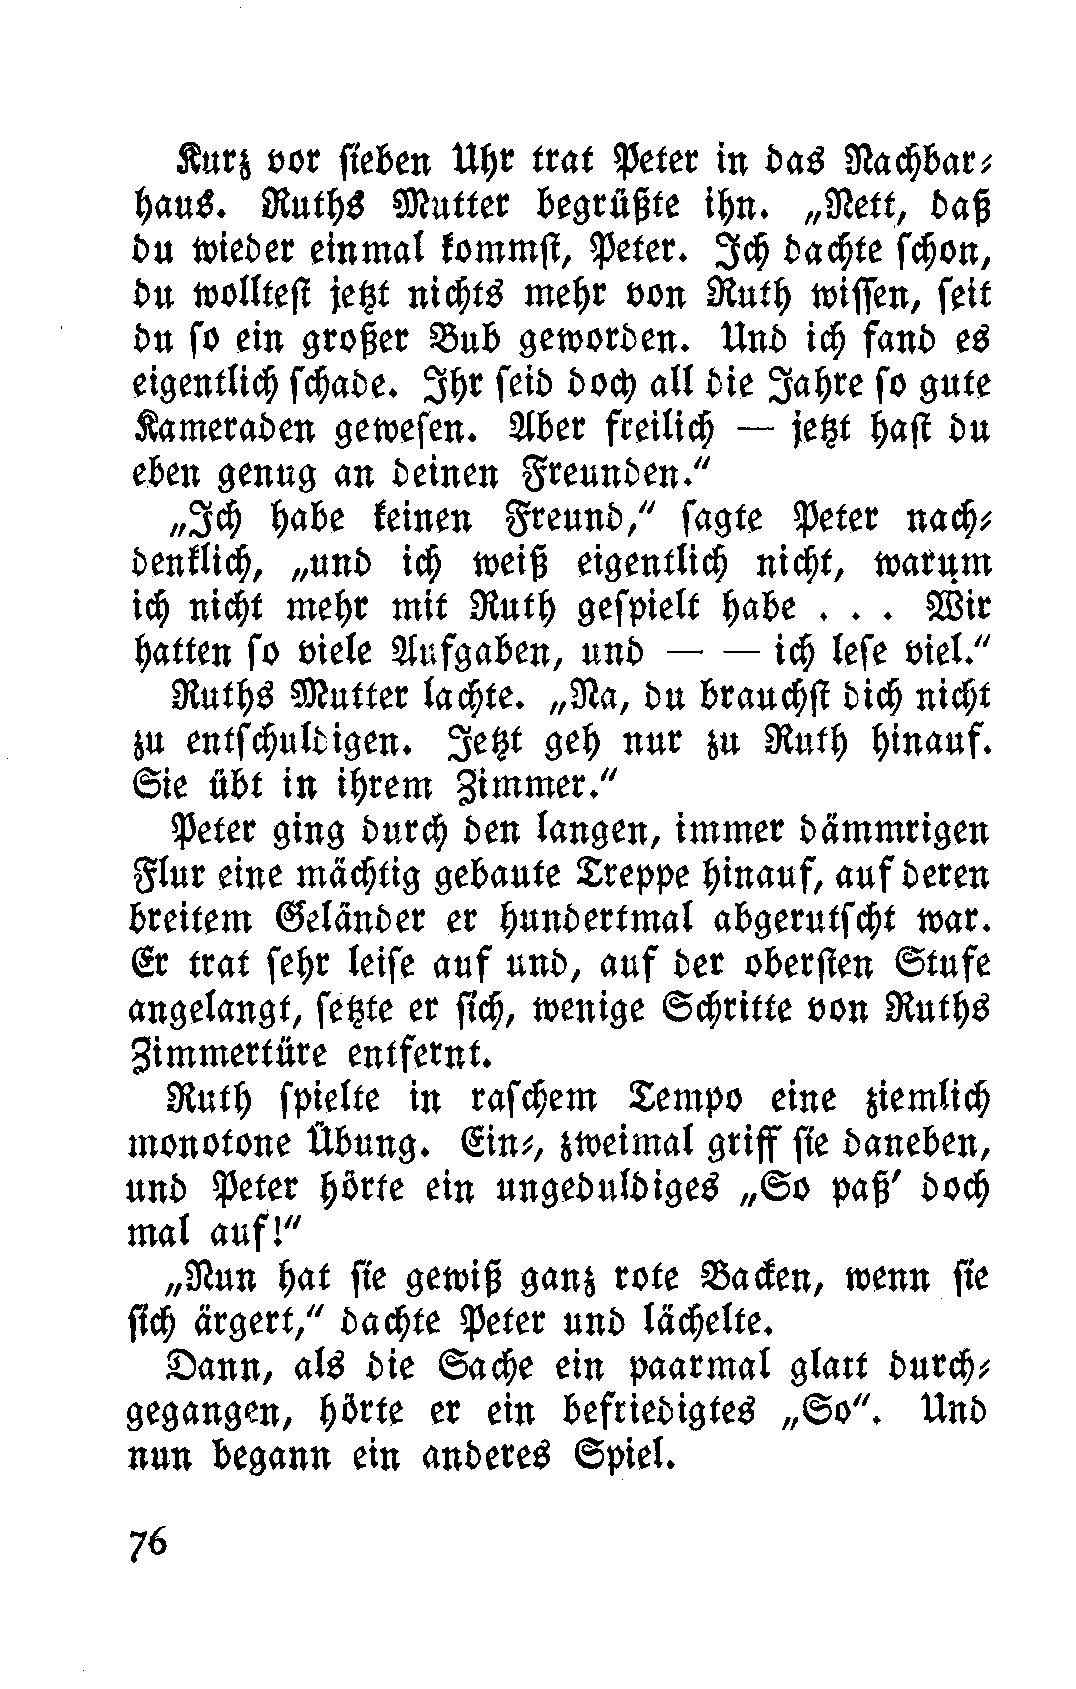 Kurz vor sieben Uhr trat Peter in das Nachbar-
haus. Ruths Mutter begrüßte ihn. „Nett, daß
du wieder einmal kommst, Peter. Ich dachte schon,
du wolltest jetzt nichts mehr von Ruth wissen, seit
du so ein großer Bub geworden. Und ich fand es
eigentlich schade. Ihr seid doch all die Jahre so gute
Kameraden gewesen. Aber freilich — jetzt hast du
eben genug an deinen Freunden.“
„Ich habe keinen Freund,“ sagte Peter nach-
denklich, „und ich weiß eigentlich nicht, warum
ich nicht mehr mit Ruth gespielt habe . . . Wir
hatten so viele Aufgaben, und — — ich lese viel.“
Ruths Mutter lachte. „Na, du brauchst dich nicht
zu entschuldigen. Jetzt geh nur zu Ruth hinauf.
Sie übt in ihrem Zimmer.“
Peter ging durch den langen, immer dämmrigen
Flur eine mächtig gebaute Treppe hinauf, auf deren
breitem Geländer er hundertmal abgerutscht war.
Er trat sehr leise auf und, auf der obersten Stufe
angelangt, setzte er sich, wenige Schritte von Ruths
Zimmertüre entfernt.
Ruth spielte in raschem Tempo eine ziemlich
monotone Übung. Ein-, zweimal griff sie daneben,
und Peter hörte ein ungeduldiges „So paß' doch
mal auf!“
„Nun hat sie gewiß ganz rote Backen, wenn sie
sich ärgert,“ dachte Peter und lächelte.
Dann, als die Sache ein paarmal glatt durch-
gegangen, hörte er ein befriedigtes „So“. Und
nun begann ein anderes Spiel.
76